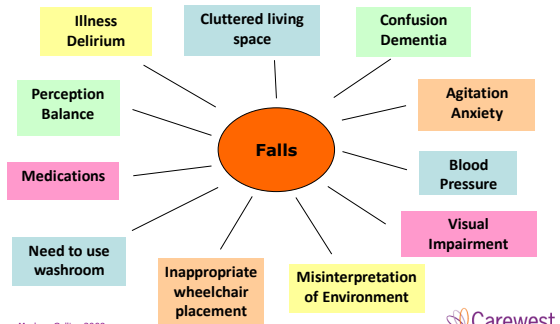 Illness
Delirium
Cluttered living
space
Confusion
Dementia
Perception
Balance
Agitation
Anxiety
Falls
Medications
Blood
Pressure
Visual
Impairment
Need to use
washroom
Inappropriate
wheelchair
placement
Misinterpretation
of Environment
Carewest